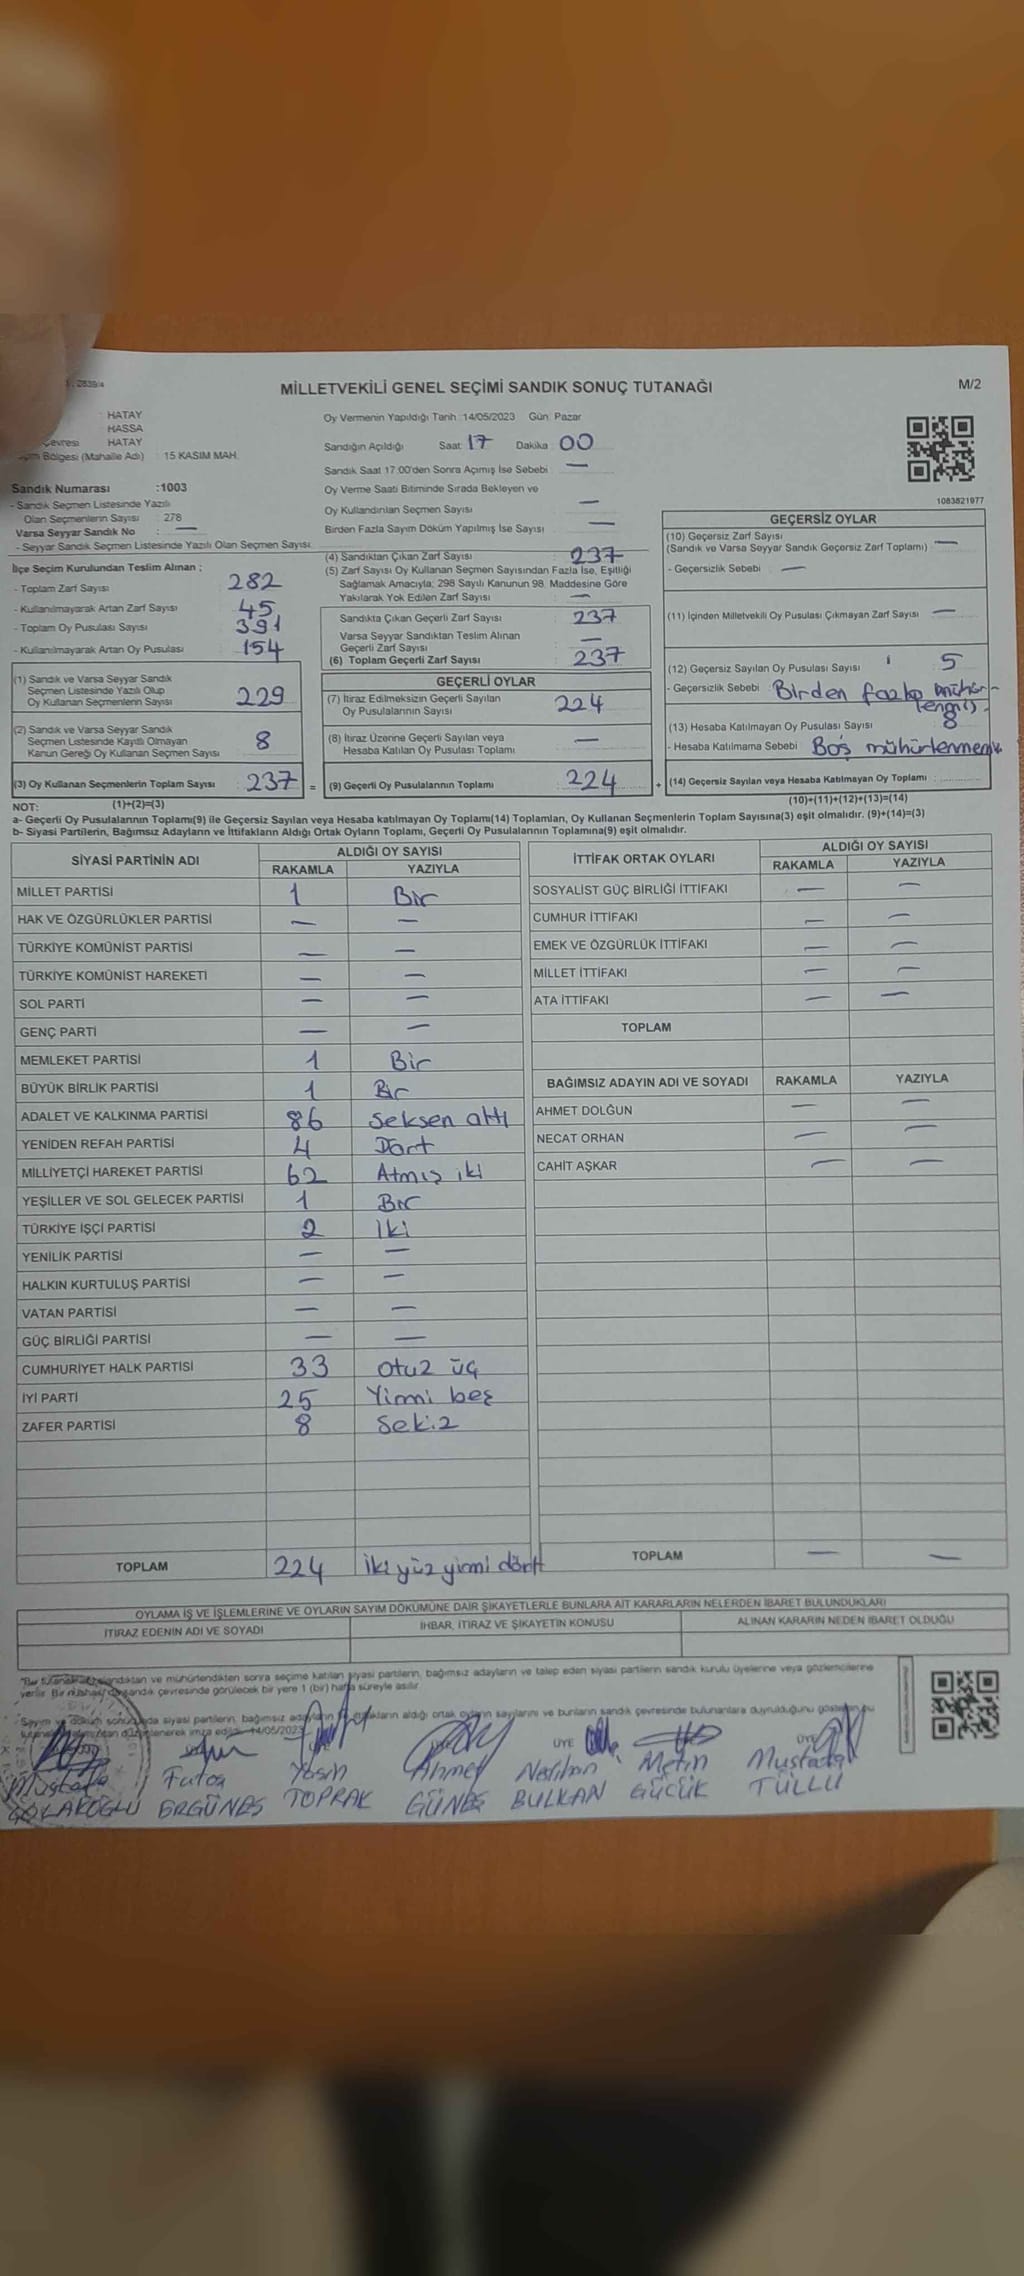 2839/4
MİLLETVEKİLİ GENEL SEÇİMİ SANDIK SONUÇ TUTANAĞI
M/2
: HATAY
: HASSA
Çevresi : HATAY
Bölgesi (Mahalle Adı) : 15 KASIM MAH.
Sandık Numarası :1003
- Sandık Seçmen Listesinde Yazılı
Olan Seçmenlerin Sayısı : 278
Varsa Seyyar Sandık No : —
- Seyyar Sandık Seçmen Listesinde Yazılı Olan Seçmen Sayısı:
İlçe Seçim Kurulundan Teslim Alınan :
- Toplam Zarf Sayısı 282
- Kullanılmayarak Artan Zarf Sayısı 45
- Toplam Oy Pusulası Sayısı 391
- Kullanılmayarak Artan Oy Pusulası 154
(1) Sandık ve Varsa Seyyar Sandık
Seçmen Listesinde Yazılı Olup
Oy Kullanan Seçmenlerin Sayısı 229
(2) Sandık ve Varsa Seyyar Sandık
Seçmen Listesinde Kayıtlı Olmayan
Kanun Gereği Oy Kullanan Seçmen Sayısı 8
(3) Oy Kullanan Seçmenlerin Toplam Sayısı 237 =
Oy Vermenin Yapıldığı Tarih :14/05/2023 Gün: Pazar
Sandığın Açıldığı Saat: 17 Dakika: 00
Sandık Saat 17.00'den Sonra Açımış İse Sebebi —
Oy Verme Saati Bitiminde Sırada Bekleyen ve
Oy Kullandırılan Seçmen Sayısı —
Birden Fazla Sayım Döküm Yapılmış İse Sayısı —
(4) Sandıktan Çıkan Zarf Sayısı 237
(5) Zarf Sayısı Oy Kullanan Seçmen Sayısından Fazla İse, Eşitliği
Sağlamak Amacıyla; 298 Sayılı Kanunun 98. Maddesine Göre
Yakılarak Yok Edilen Zarf Sayısı —
Sandıkta Çıkan Geçerli Zarf Sayısı 237
Varsa Seyyar Sandıktan Teslim Alınan
Geçerli Zarf Sayısı —
(6) Toplam Geçerli Zarf Sayısı 237
GEÇERLİ OYLAR
(7) İtiraz Edilmeksizin Geçerli Sayılan
Oy Pusulalarının Sayısı 224
(8) İtiraz Üzerine Geçerli Sayılan veya
Hesaba Katılan Oy Pusulası Toplamı —
(9) Geçerli Oy Pusulalarının Toplamı 224 +
1083821977
GEÇERSİZ OYLAR
(10) Geçersiz Zarf Sayısı
(Sandık ve Varsa Seyyar Sandık Geçersiz Zarf Toplamı) —
- Geçersizlik Sebebi : —
(11) İçinden Milletvekili Oy Pusulası Çıkmayan Zarf Sayısı —
(12) Geçersiz Sayılan Oy Pusulası Sayısı 5
- Geçersizlik Sebebi Birden fazla
(13) Hesaba Katılmayan Oy Pusulası Sayısı 8
- Hesaba Katılmama Sebebi Boş
(14) Geçersiz Sayılan veya Hesaba Katılmayan Oy Toplamı :
NOT: (1)+(2)=(3) (10)+(11)+(12)+(13)=(14)
a- Geçerli Oy Pusulalarının Toplamı(9) ile Geçersiz Sayılan veya Hesaba katılmayan Oy Toplamı(14) Toplamları, Oy Kullanan Seçmenlerin Toplam Sayısına(3) eşit olmalıdır. (9)+(14)=(3)
b- Siyasi Partilerin, Bağımsız Adayların ve İttifakların Aldığı Ortak Oyların Toplamı, Geçerli Oy Pusulalarının Toplamına(9) eşit olmalıdır.
SİYASİ PARTİNİN ADI ALDIĞI OY SAYISI
RAKAMLA YAZIYLA
MİLLET PARTİSİ 1 Bir
HAK VE ÖZGÜRLÜKLER PARTİSİ — —
TÜRKİYE KOMÜNİST PARTİSİ — —
TÜRKİYE KOMÜNİST HAREKETİ — —
SOL PARTİ — —
GENÇ PARTİ — —
MEMLEKET PARTİSİ 1 Bir
BÜYÜK BİRLİK PARTİSİ 1 Bir
ADALET VE KALKINMA PARTİSİ 86 Seksen altı
YENİDEN REFAH PARTİSİ 4 Dört
MİLLİYETÇİ HAREKET PARTİSİ 62 Atmış iki
YEŞİLLER VE SOL GELECEK PARTİSİ 1 Bir
TÜRKİYE İŞÇİ PARTİSİ 2 İki
YENİLİK PARTİSİ — —
HALKIN KURTULUŞ PARTİSİ — —
VATAN PARTİSİ — —
GÜÇ BİRLİĞİ PARTİSİ — —
CUMHURİYET HALK PARTİSİ 33 otuz üç
İYİ PARTİ 25 Yirmi beş
ZAFER PARTİSİ 8 Sekiz
TOPLAM 224 İki yüz yirmi dört
İTTİFAK ORTAK OYLARI ALDIĞI OY SAYISI
RAKAMLA YAZIYLA
SOSYALİST GÜÇ BİRLİĞİ İTTİFAKI — —
CUMHUR İTTİFAKI — —
EMEK VE ÖZGÜRLÜK İTTİFAKI — —
MİLLET İTTİFAKI — —
ATA İTTİFAKI — —
TOPLAM
BAĞIMSIZ ADAYIN ADI VE SOYADI RAKAMLA YAZIYLA
AHMET DOLĞUN — —
NECAT ORHAN — —
CAHİT AŞKAR — —
TOPLAM — —
OYLAMA İŞ VE İŞLEMLERİNE VE OYLARIN SAYIM DÖKÜMÜNE DAİR ŞİKAYETLERLE BUNLARA AİT KARARLARIN NELERDEN İBARET BULUNDUKLARI
İTİRAZ EDENİN ADI VE SOYADI İHBAR, İTİRAZ VE ŞİKAYETİN KONUSU ALINAN KARARIN NEDEN İBARET OLDUĞU
ve mühürlendikten sonra seçime katılan siyasi partilerin, bağımsız adayların ve talep eden siyasi partilerin sandık kurulu üyelerine veya gözlemcilerine
verilir. Bir nüshası da sandık çevresinde görülecek bir yere 1 (bir) hafta süreyle asılır.
siyasi partilerin, bağımsız aldığı ortak oyların sayılarını ve bunların sandık çevresinde bulunanlara duyrulduğunu gösteren bu
imza edildi. 14/05/2023
ÜYE ÜYE
Mustafa Fatoş Yasin Ahmet Neslihan Metin Mustafa
ÇOLAKOĞLU ERGÜNEŞ TOPRAK GÜNEŞ BULKAN GÜCÜK TÜLLÜ